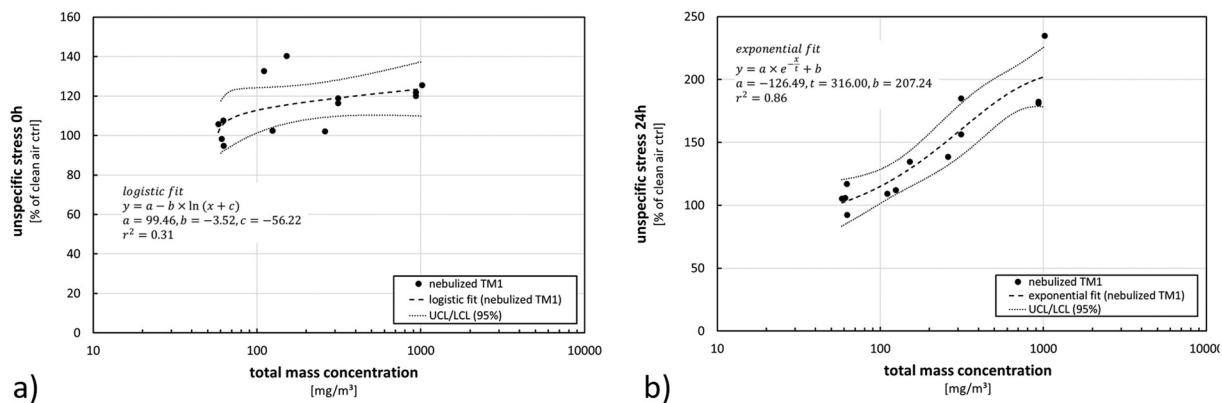 160
140
120
100
80
60
40
20
0
unspecific stress 0h
[% of clean air ctrl]
logistic fit
y = a − b × ln (x + c)
a = 99.46, b = −3.52, c = −56.22
r² = 0.31
nebulized TM1
logistic fit (nebulized TM1)
UCL/LCL (95%)
10
100
1000
10000
total mass concentration
[mg/m³]
a)
250
200
150
100
50
0
unspecific stress 24h
[% of clean air ctrl]
exponential fit
y = a × e^{−x/t} + b
a = −126.49, t = 316.00, b = 207.24
r² = 0.86
nebulized TM1
exponential fit (nebulized TM1)
UCL/LCL (95%)
10
100
1000
10000
total mass concentration
[mg/m³]
b)